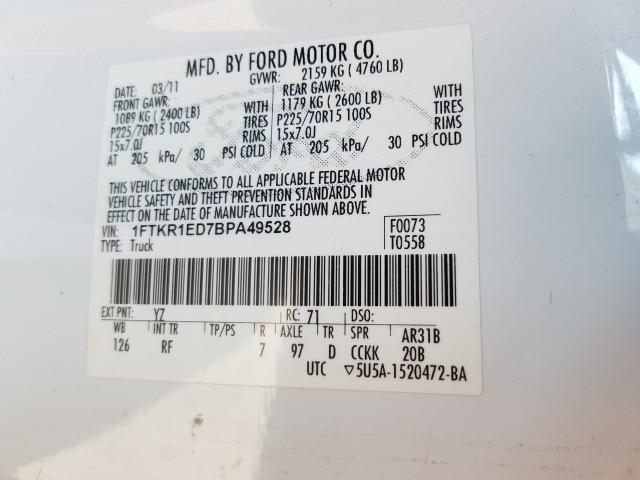 MFD. BY FORD MOTOR CO.
DATE: 03/11 GVWR: 2159 KG (4760 LB)
FRONT GAWR: REAR GAWR:
1089 KG (2400 LB) WITH 1179 KG (2600 LB) WITH
P225/70R15 100S TIRES P225/70R15 100S TIRES
15x7.0J RIMS 15x7.0J RIMS
AT 205 kPa/ 30 PSI COLD AT 205 kPa/ 30 PSI COLD
THIS VEHICLE CONFORMS TO ALL APPLICABLE FEDERAL MOTOR
VEHICLE SAFETY AND THEFT PREVENTION STANDARDS IN
EFFECT ON THE DATE OF MANUFACTURE SHOWN ABOVE.
VIN: 1FTKR1ED7BPA49528 F0073
TYPE: Truck T0558
EXT PNT: YZ RC: 71 DSO:
WB INT TR TP/PS R AXLE TR SPR AR31B
126 RF 7 97 D CCKK 20B
UTC ▽5U5A-1520472-BA